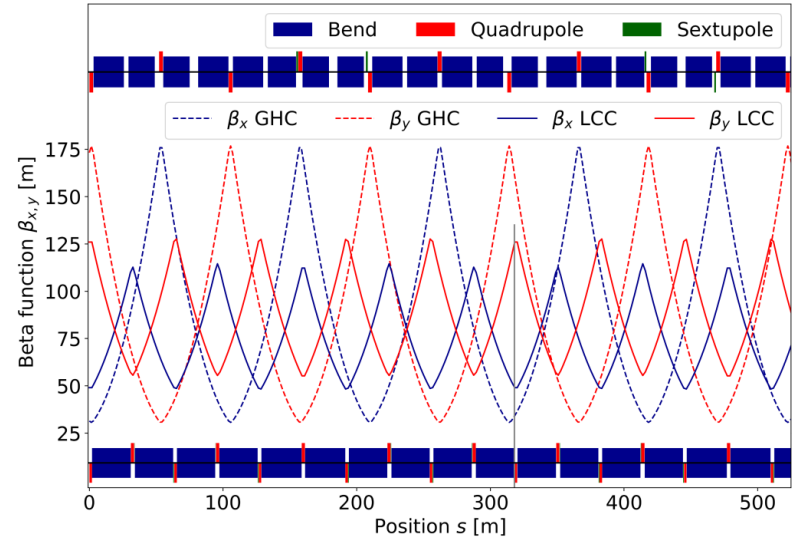 Bend Quadrupole Sextupole
βx GHC βy GHC βx LCC βy LCC
175
150
125
100
75
50
25
Beta function βx,y [m]
0 100 200 300 400 500
Position s [m]